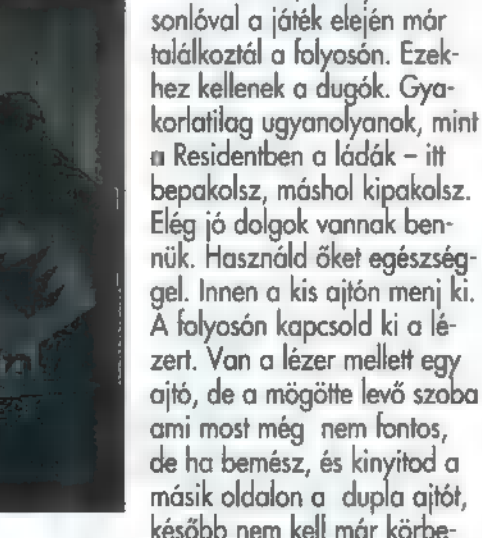 sonlóval a játék elején már
találkoztál a folyosón. Ezek-
hez kellenek a dugók. Gya-
korlatilag ugyanolyanok, mint
a Residentben a ládák – itt
bepakolsz, máshol kipakolsz.
Elég jó dolgok vannak ben-
nük. Használd őket egészség-
gel. Innen a kis ajtón menj ki.
A folyosón kapcsold ki a lé-
zert. Van a lézer mellett egy
ajtó, de a mögötte levő szoba
ami most még nem fontos,
de ha bemész, és kinyitod a
másik oldalon a dupla ajtót,
később nem kell már körbe-